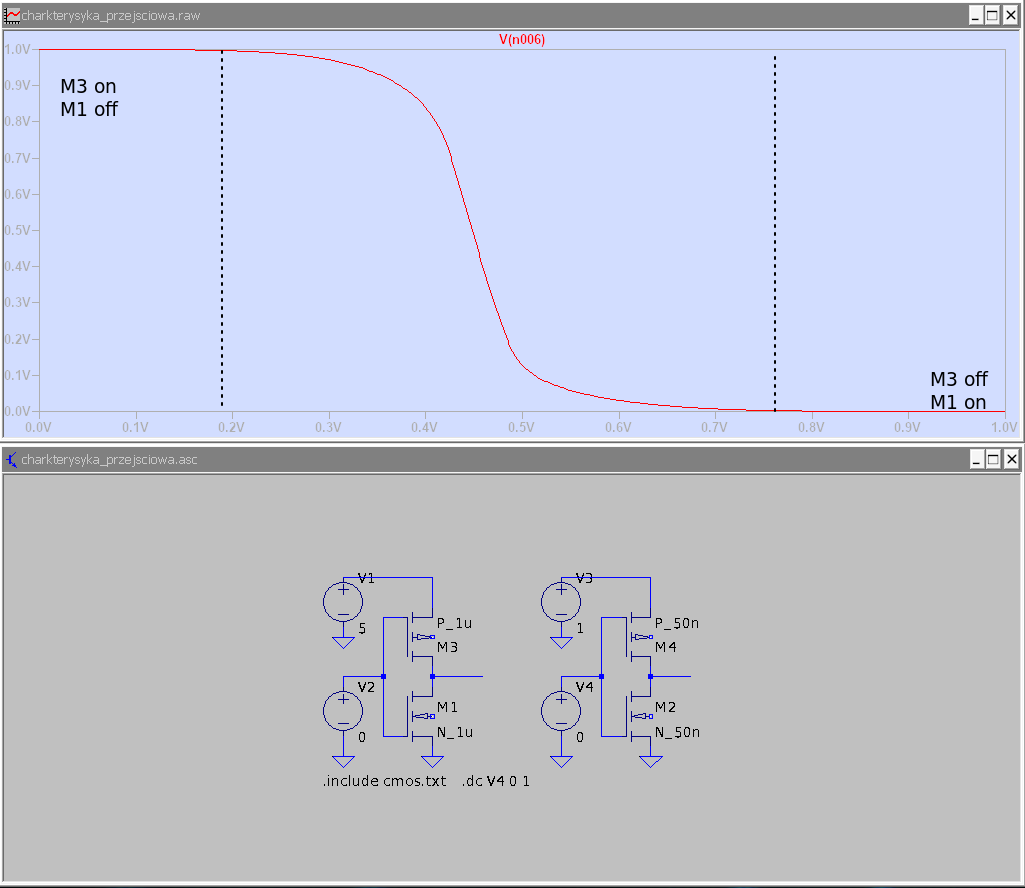 charkterysyka_przejsciowa.raw
V(n006)
1.0V
0.9V
0.8V
0.7V
0.6V
0.5V
0.4V
0.3V
0.2V
0.1V
0.0V
M3 on
M1 off
M3 off
M1 on
0.0V 0.1V 0.2V 0.3V 0.4V 0.5V 0.6V 0.7V 0.8V 0.9V 1.0V
charkterysyka_przejsciowa.asc
V1 V3
P_1u P_50n
5 1
M3 M4
V2 V4
M1 M2
N_1u N_50n
0 0
.include cmos.txt .dc V4 0 1